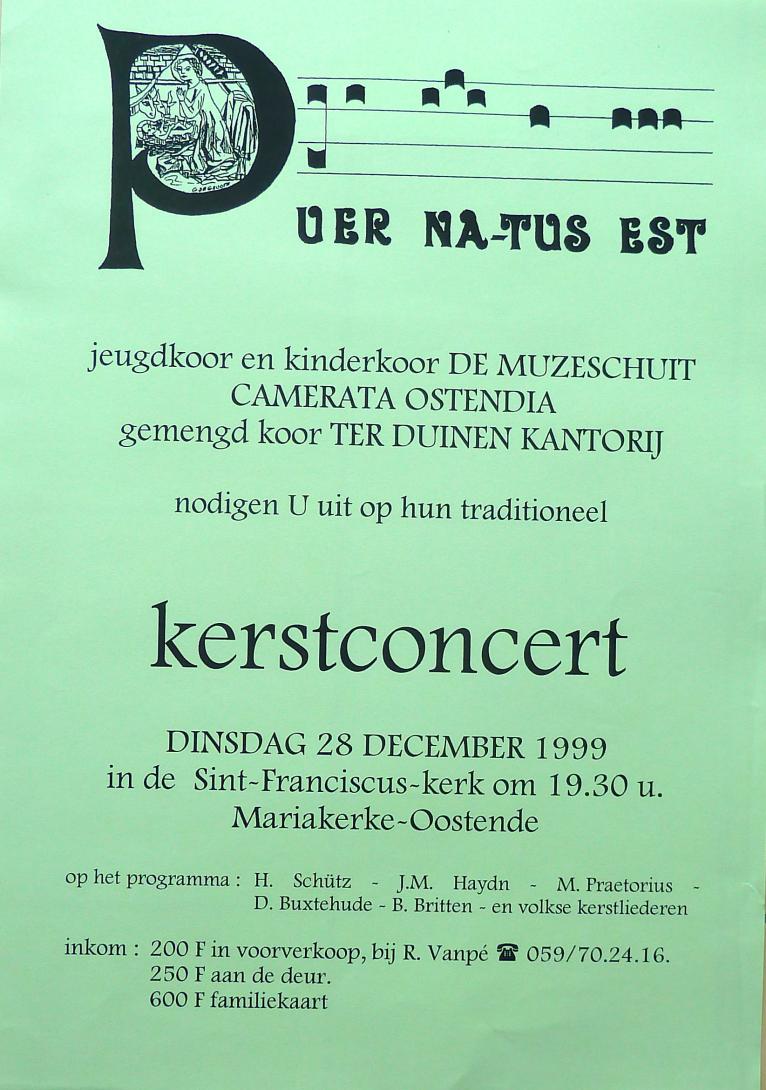 PUER NA-TUS EST
jeugdkoor en kinderkoor DE MUZESCHUIT
CAMERATA OSTENDIA
gemengd koor TER DUINEN KANTORIJ
nodigen U uit op hun traditioneel
kerstconcert
DINSDAG 28 DECEMBER 1999
in de Sint-Franciscus-kerk om 19.30 u.
Mariakerke-Oostende
op het programma : H. Schütz - J.M. Haydn - M. Praetorius -
D. Buxtehude - B. Britten - en volkse kerstliederen
inkom : 200 F in voorverkoop, bij R. Vanpé ☎ 059/70.24.16.
250 F aan de deur.
600 F familiekaart